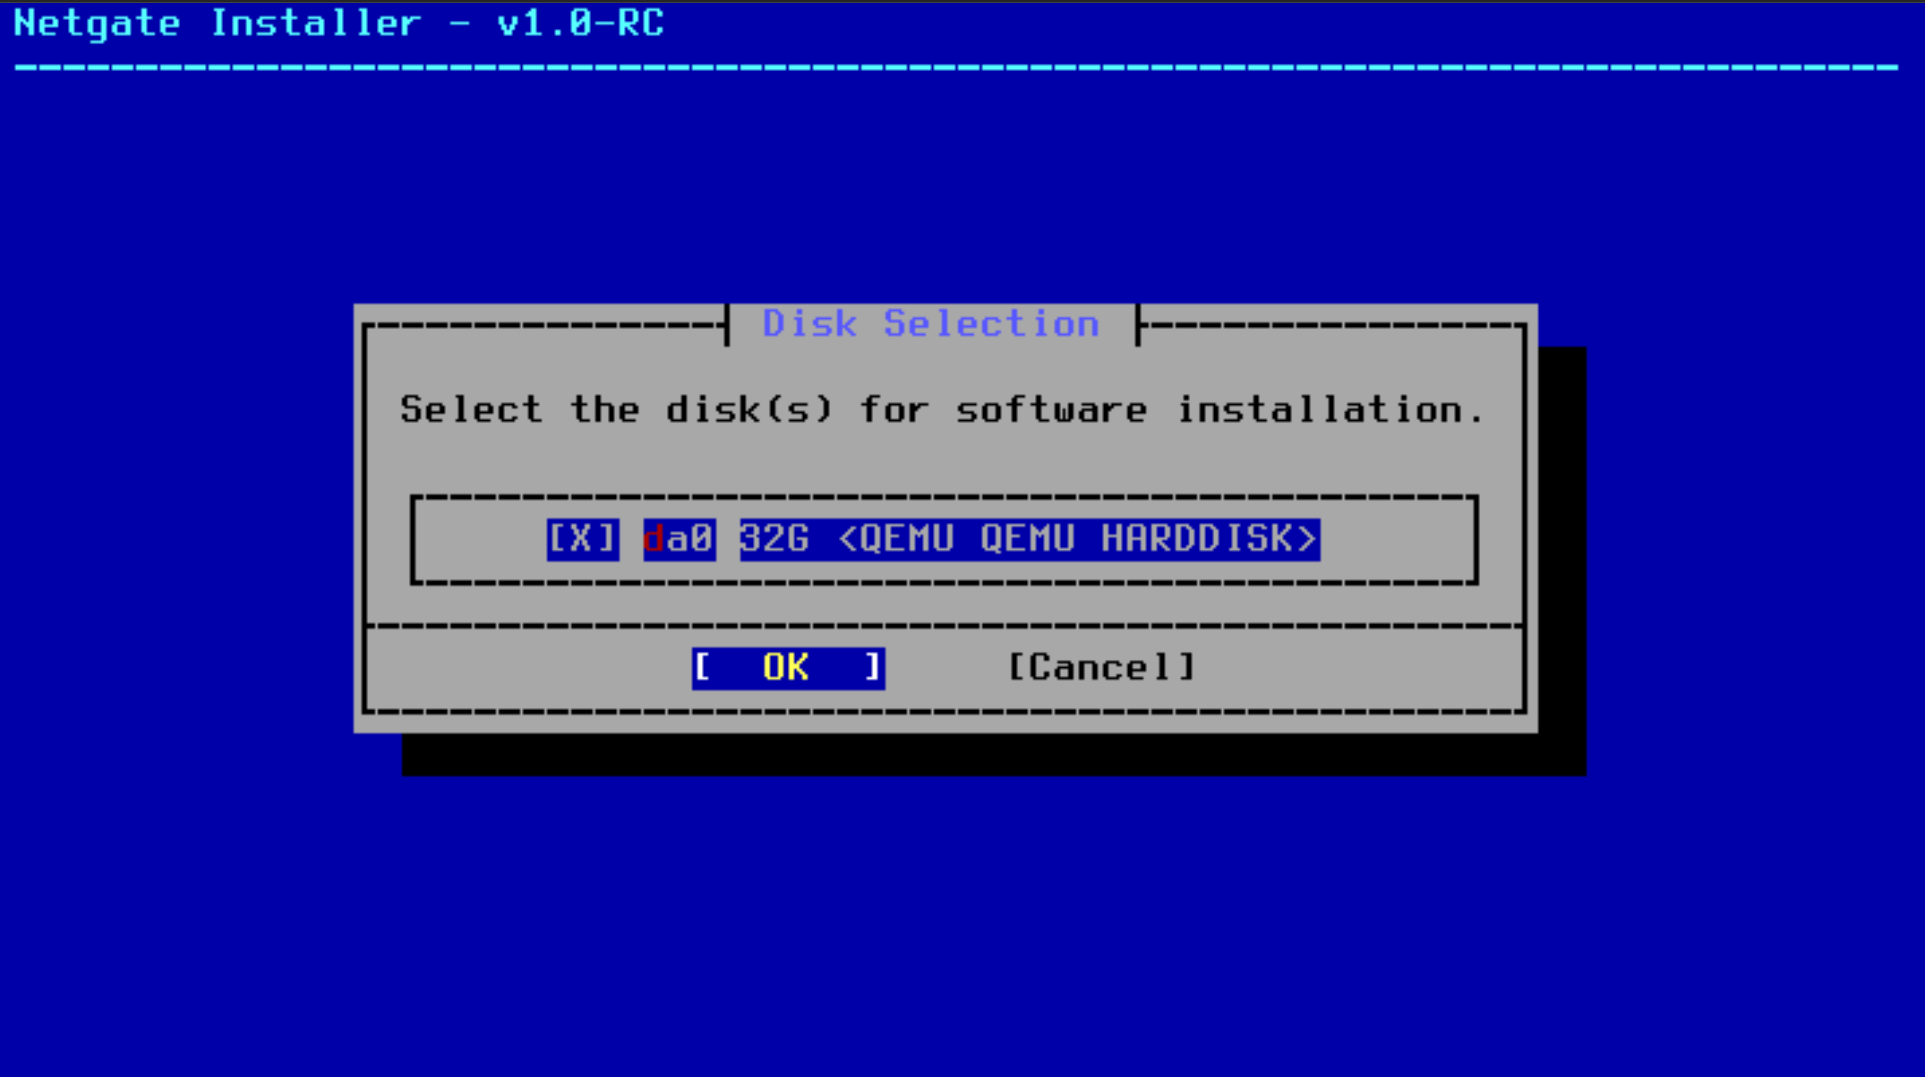 Netgate Installer - v1.0-RC
Disk Selection
Select the disk(s) for software installation.
[X] da0 32G <QEMU QEMU HARDDISK>
[  OK  ] [Cancel]